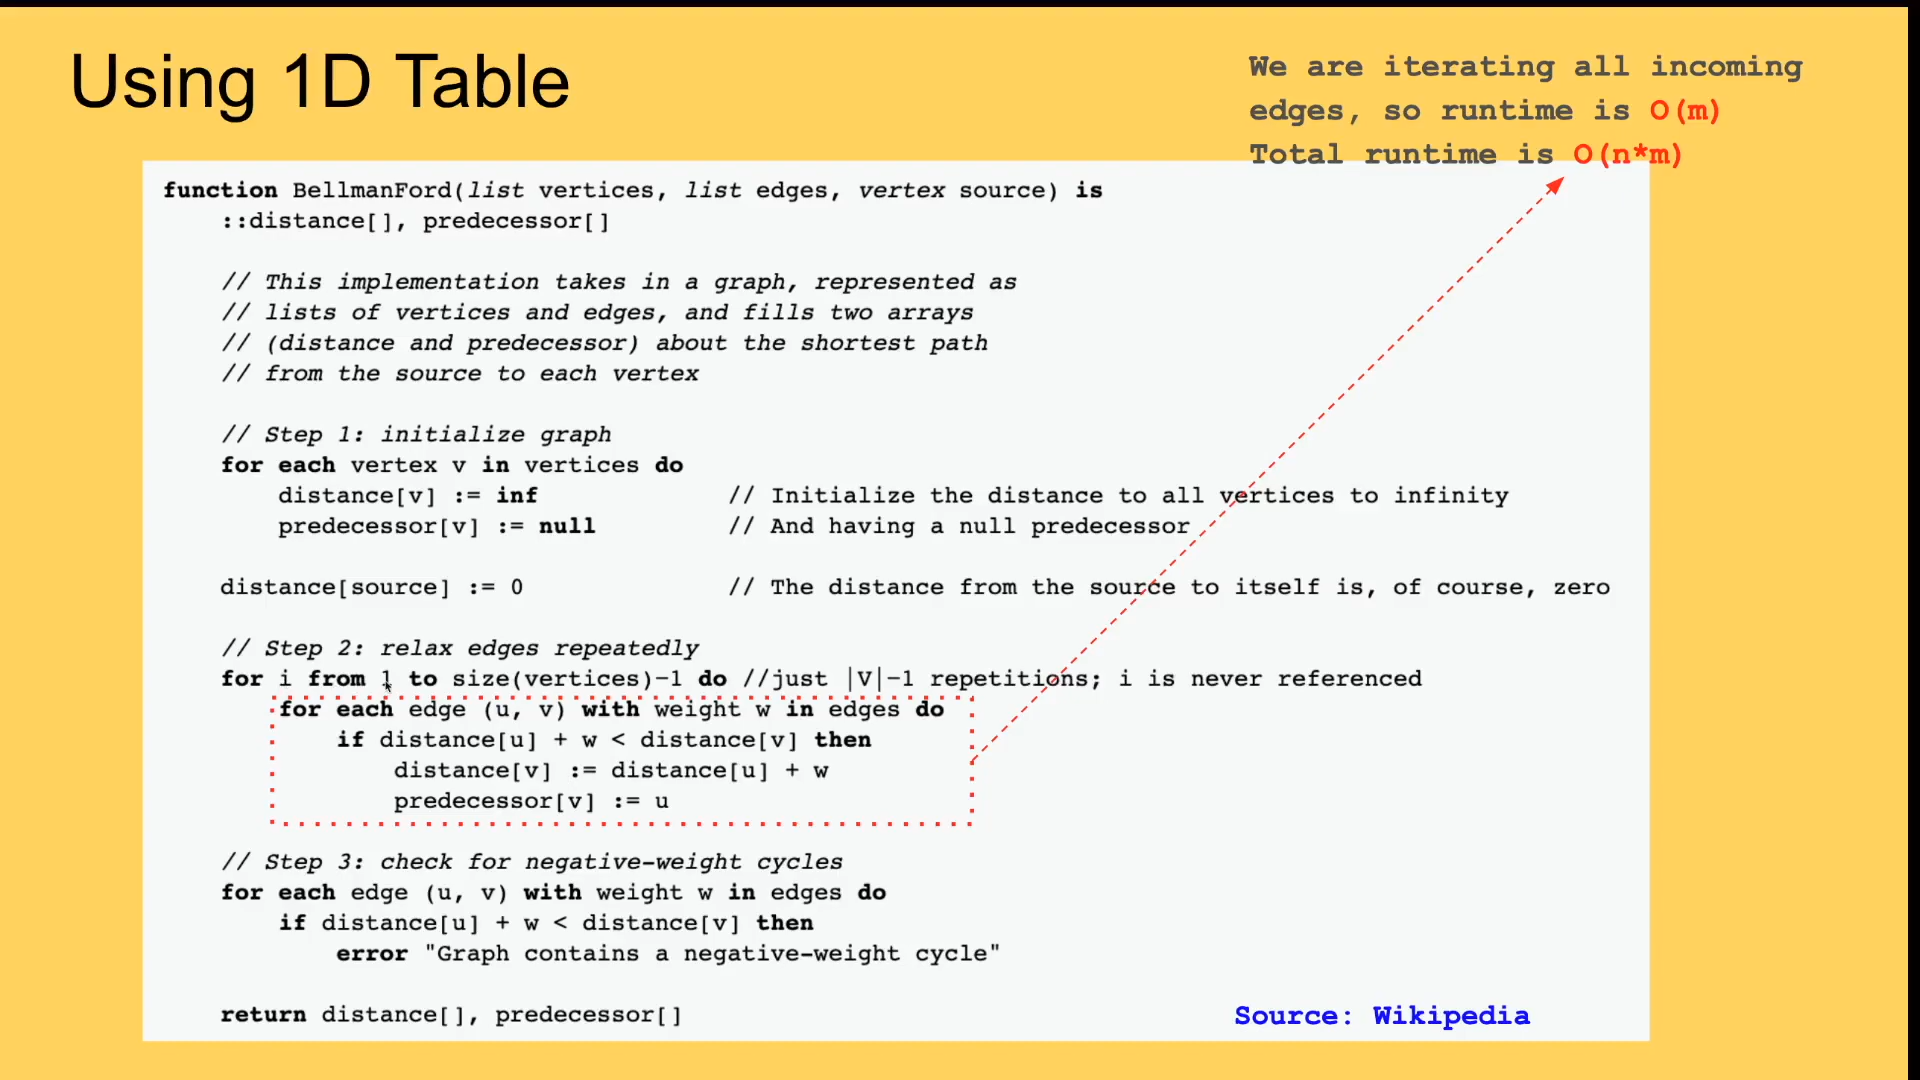 Using 1D Table
We are iterating all incoming
edges, so runtime is O(m)
Total runtime is O(n*m)
function BellmanFord(list vertices, list edges, vertex source) is
::distance[], predecessor[]
// This implementation takes in a graph, represented as
// lists of vertices and edges, and fills two arrays
// (distance and predecessor) about the shortest path
// from the source to each vertex
// Step 1: initialize graph
for each vertex v in vertices do
distance[v] := inf // Initialize the distance to all vertices to infinity
predecessor[v] := null // And having a null predecessor
distance[source] := 0 // The distance from the source to itself is, of course, zero
// Step 2: relax edges repeatedly
for i from 1 to size(vertices)-1 do //just |V|-1 repetitions; i is never referenced
for each edge (u, v) with weight w in edges do
if distance[u] + w < distance[v] then
distance[v] := distance[u] + w
predecessor[v] := u
// Step 3: check for negative-weight cycles
for each edge (u, v) with weight w in edges do
if distance[u] + w < distance[v] then
error "Graph contains a negative-weight cycle"
return distance[], predecessor[]
Source: Wikipedia